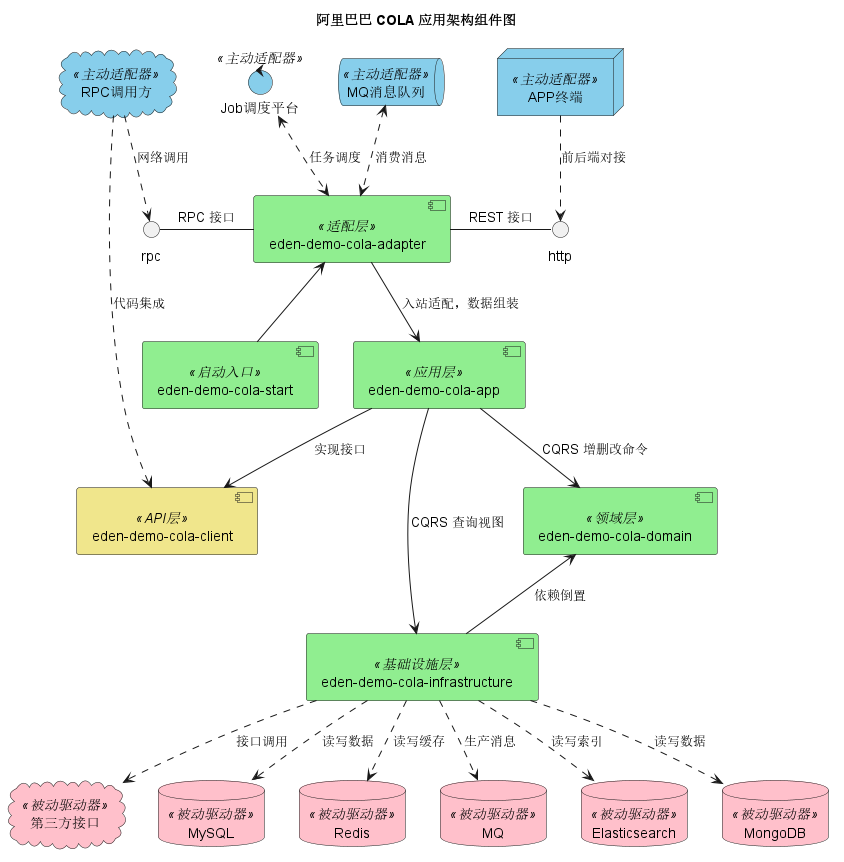 阿里巴巴 COLA 应用架构组件图
«主动适配器»
RPC调用方
«主动适配器»
Job调度平台
«主动适配器»
MQ消息队列
«主动适配器»
APP终端
网络调用
任务调度
消费消息
前后端对接
rpc
RPC 接口
«适配层»
eden-demo-cola-adapter
REST 接口
http
代码集成
入站适配，数据组装
«启动入口»
eden-demo-cola-start
«应用层»
eden-demo-cola-app
实现接口
CQRS 增删改命令
«API层»
eden-demo-cola-client
CQRS 查询视图
«领域层»
eden-demo-cola-domain
依赖倒置
«基础设施层»
eden-demo-cola-infrastructure
接口调用
读写数据
读写缓存
生产消息
读写索引
读写数据
«被动驱动器»
第三方接口
«被动驱动器»
MySQL
«被动驱动器»
Redis
«被动驱动器»
MQ
«被动驱动器»
Elasticsearch
«被动驱动器»
MongoDB